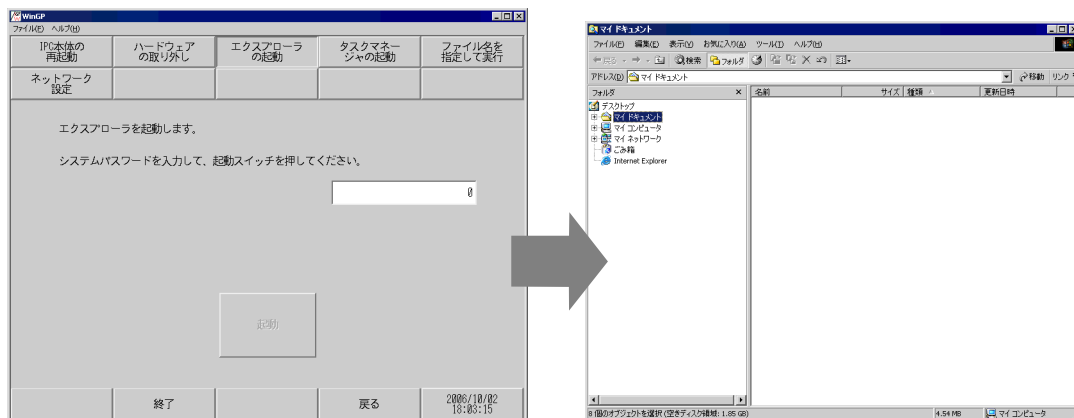 WinGP
ファイル(F) ヘルプ(H)
IPC本体の
再起動
ハードウェア
の取り外し
エクスプローラ
の起動
タスクマネー
ジャの起動
ファイル名を
指定して実行
ネットワーク
設定
エクスプローラを起動します。
システムパスワードを入力して、起動スイッチを押してください。
0
起動
終了
戻る
2006/10/02
18:03:15
マイ ドキュメント
ファイル(F) 編集(E) 表示(V) お気に入り(A) ツール(T) ヘルプ(H)
戻る 検索 フォルダ
アドレス(D) マイ ドキュメント 移動 リンク
フォルダ × 名前 サイズ 種類 更新日時
デスクトップ
マイ ドキュメント
マイ コンピュータ
マイ ネットワーク
ごみ箱
Internet Explorer
8 個のオブジェクトを選択 (空きディスク領域: 1.85 GB) 4.54 MB マイ コンピュータ